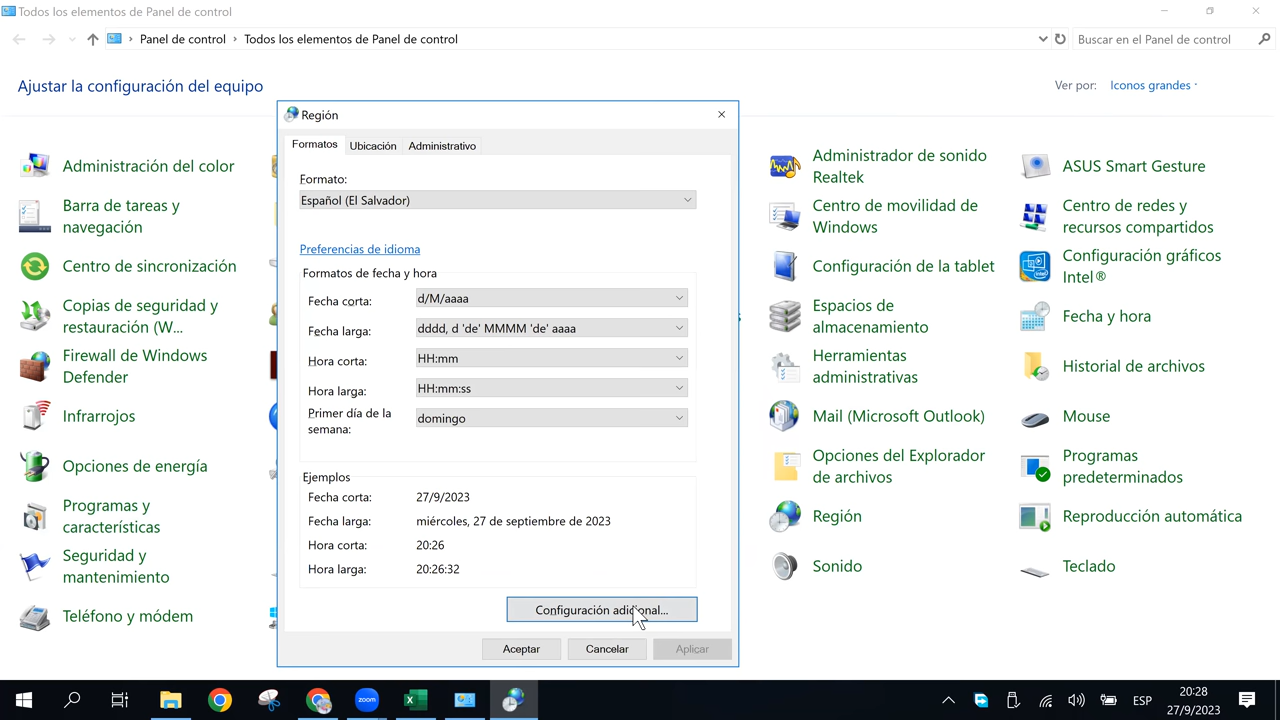 Todos los elementos de Panel de control
Panel de control › Todos los elementos de Panel de control
Buscar en el Panel de control
Ajustar la configuración del equipo
Ver por: Iconos grandes
Administración del color
Barra de tareas y
navegación
Centro de sincronización
Copias de seguridad y
restauración (W...
Firewall de Windows
Defender
Infrarrojos
Opciones de energía
Programas y
características
Seguridad y
mantenimiento
Teléfono y módem
Región
Formatos
Ubicación
Administrativo
Formato:
Español (El Salvador)
Preferencias de idioma
Formatos de fecha y hora
Fecha corta: d/M/aaaa
Fecha larga: dddd, d 'de' MMMM 'de' aaaa
Hora corta: HH:mm
Hora larga: HH:mm:ss
Primer día de la
semana:
domingo
Ejemplos
Fecha corta: 27/9/2023
Fecha larga: miércoles, 27 de septiembre de 2023
Hora corta: 20:26
Hora larga: 20:26:32
Configuración adicional...
Aceptar
Cancelar
Aplicar
Administrador de sonido
Realtek
Centro de movilidad de
Windows
Configuración de la tablet
Espacios de
almacenamiento
Herramientas
administrativas
Mail (Microsoft Outlook)
Opciones del Explorador
de archivos
Región
Sonido
ASUS Smart Gesture
Centro de redes y
recursos compartidos
Configuración gráficos
Intel®
Fecha y hora
Historial de archivos
Mouse
Programas
predeterminados
Reproducción automática
Teclado
zoom
ESP
20:28
27/9/2023